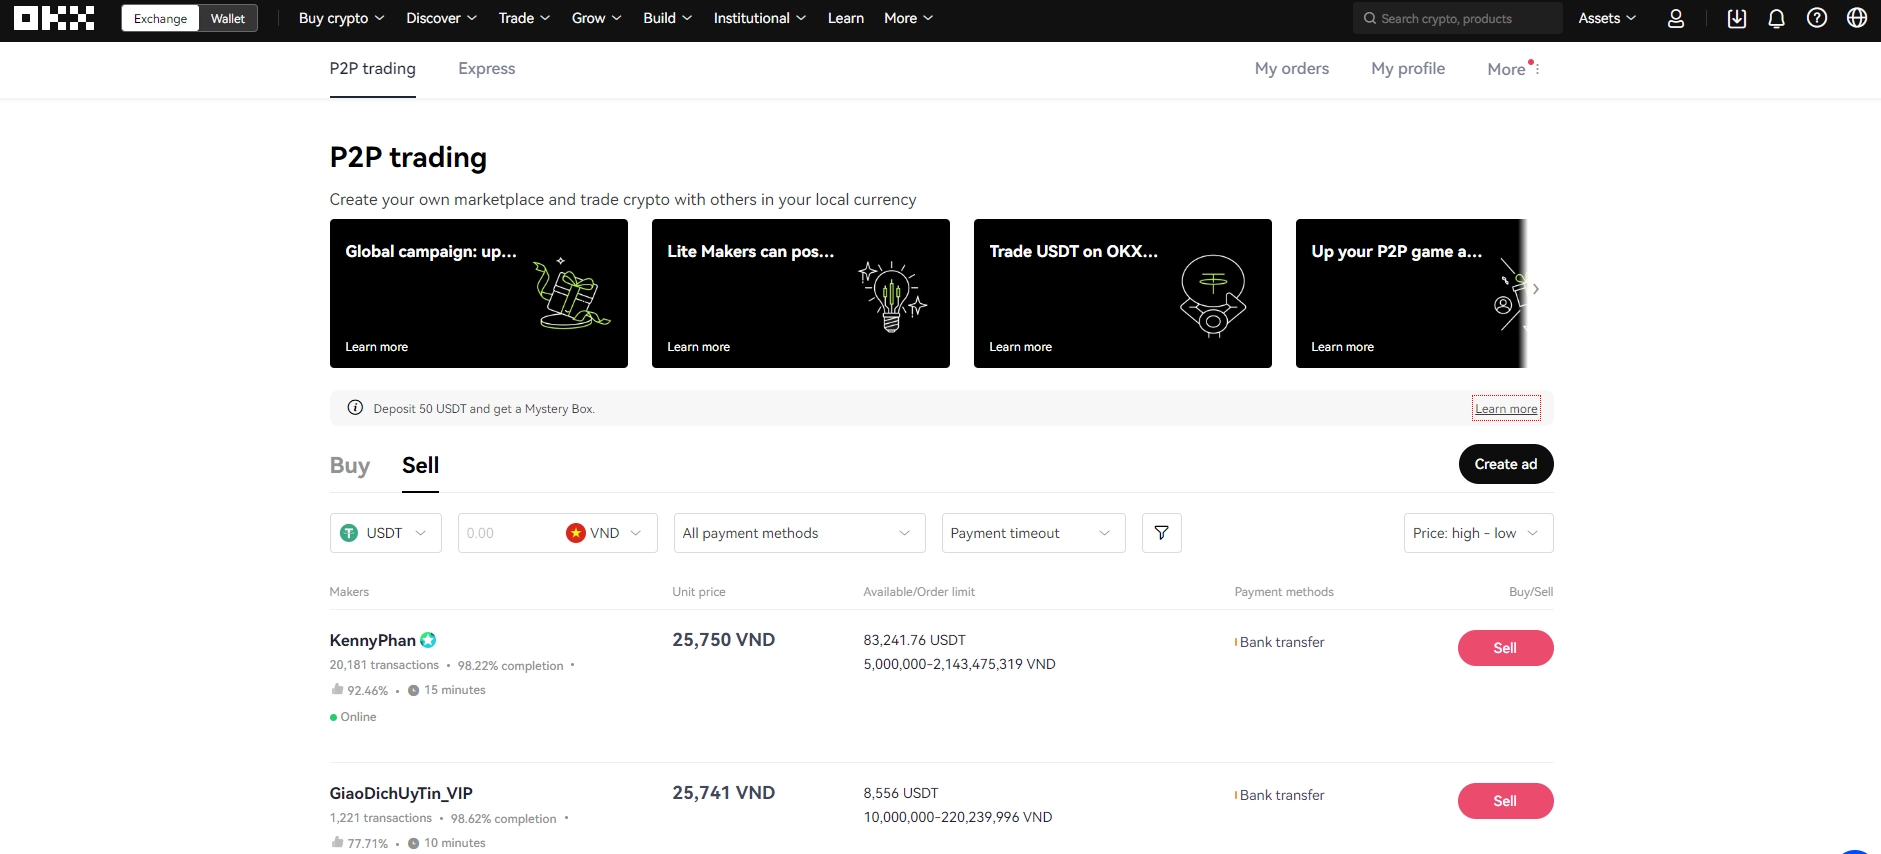 OKX
Exchange Wallet Buy crypto Discover Trade Grow Build Institutional Learn More Search crypto, products Assets
P2P trading Express My orders My profile More
P2P trading
Create your own marketplace and trade crypto with others in your local currency
Global campaign: up... Lite Makers can pos... Trade USDT on OKX... Up your P2P game a...
Learn more Learn more Learn more Learn more
Deposit 50 USDT and get a Mystery Box. Learn more
Buy Sell Create ad
USDT 0.00 VND All payment methods Payment timeout Price: high - low
Makers Unit price Available/Order limit Payment methods Buy/Sell
KennyPhan 25,750 VND 83,241.76 USDT Bank transfer Sell
20,181 transactions • 98.22% completion • 5,000,000-2,143,475,319 VND
92.46% • 15 minutes
Online
GiaoDichUyTin_VIP 25,741 VND 8,556 USDT Bank transfer Sell
1,221 transactions • 98.62% completion • 10,000,000-220,239,996 VND
77.71% • 10 minutes